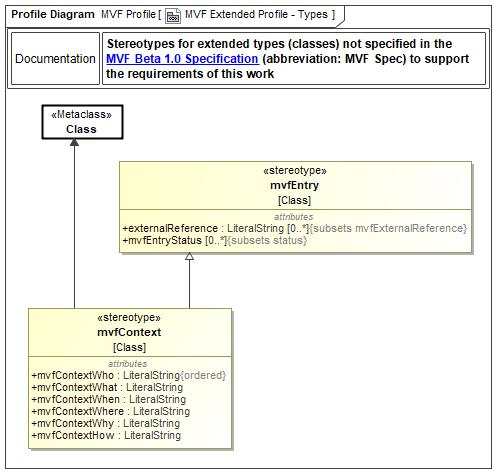 Profile Diagram MVF Profile [ MVF Extended Profile - Types ]
Documentation
Stereotypes for extended types (classes) not specified in the
MVF Beta 1.0 Specification (abbreviation: MVF Spec) to support
the requirements of this work
«Metaclass»
Class
«stereotype»
mvfEntry
[Class]
attributes
+externalReference : LiteralString [0..*]{subsets mvfExternalReference}
+mvfEntryStatus [0..*]{subsets status}
«stereotype»
mvfContext
[Class]
attributes
+mvfContextWho : LiteralString{ordered}
+mvfContextWhat : LiteralString
+mvfContextWhen : LiteralString
+mvfContextWhere : LiteralString
+mvfContextWhy : LiteralString
+mvfContextHow : LiteralString